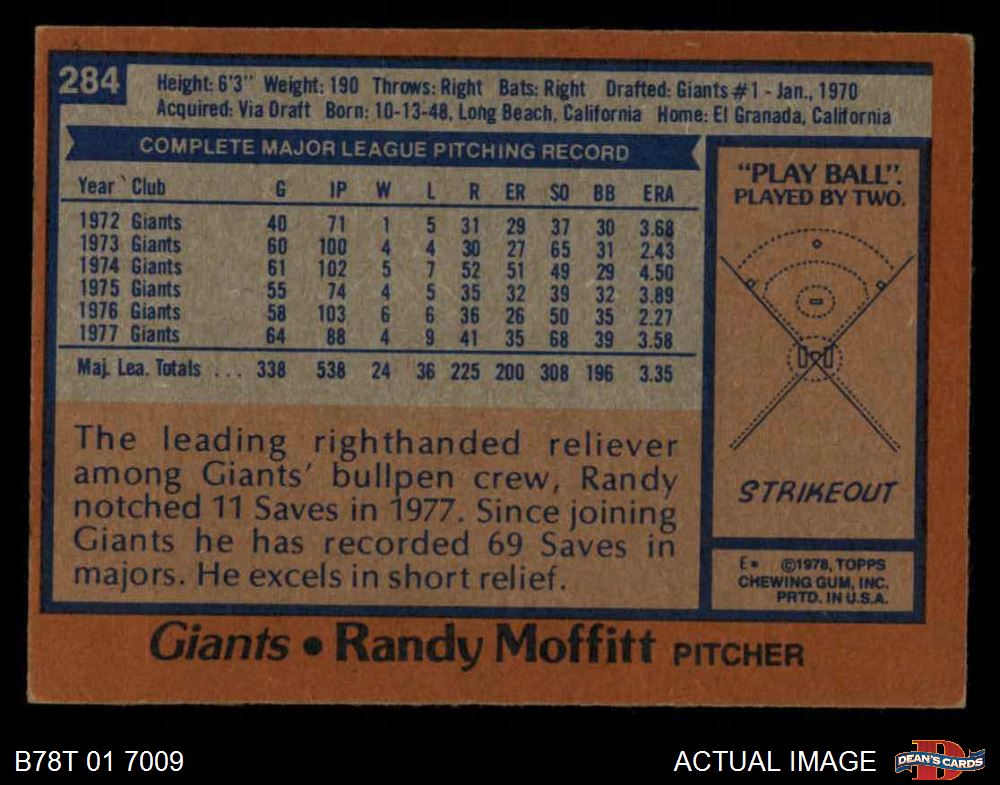 284
Height: 6'3" Weight: 190 Throws: Right Bats: Right Drafted: Giants #1 - Jan., 1970
Acquired: Via Draft Born: 10-13-48, Long Beach, California Home: El Granada, California
COMPLETE MAJOR LEAGUE PITCHING RECORD
Year Club G IP W L R ER SO BB ERA
1972 Giants 40 71 1 5 31 29 37 30 3.68
1973 Giants 60 100 4 4 30 27 65 31 2.43
1974 Giants 61 102 5 7 52 51 49 29 4.50
1975 Giants 55 74 4 5 35 32 39 32 3.89
1976 Giants 58 103 6 6 36 26 50 35 2.27
1977 Giants 64 88 4 9 41 35 68 39 3.58
Maj. Lea. Totals ... 338 538 24 36 225 200 308 196 3.35
The leading righthanded reliever
among Giants' bullpen crew, Randy
notched 11 Saves in 1977. Since joining
Giants he has recorded 69 Saves in
majors. He excels in short relief.
"PLAY BALL".
PLAYED BY TWO.
STRIKEOUT
E* ©1978, TOPPS
CHEWING GUM, INC.
PRTD. IN U.S.A.
Giants • Randy Moffitt PITCHER
B78T 01 7009
ACTUAL IMAGE
D
DEAN'S CARDS